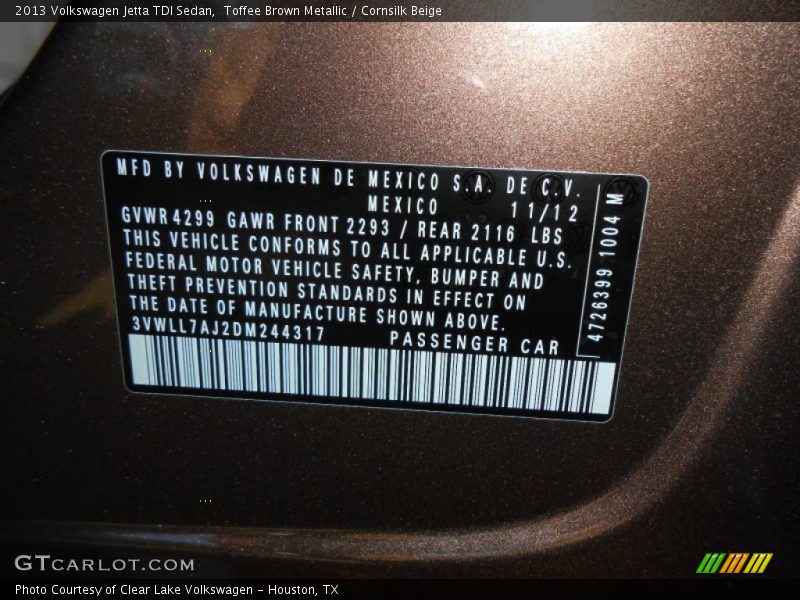 2013 Volkswagen Jetta TDI Sedan,  Toffee Brown Metallic / Cornsilk Beige
MFD BY VOLKSWAGEN DE MEXICO S.A. DE C.V.
MEXICO 11/12
GVWR 4299 GAWR FRONT 2293 / REAR 2116 LBS
THIS VEHICLE CONFORMS TO ALL APPLICABLE U.S.
FEDERAL MOTOR VEHICLE SAFETY, BUMPER AND
THEFT PREVENTION STANDARDS IN EFFECT ON
THE DATE OF MANUFACTURE SHOWN ABOVE.
3VWLL7AJ2DM244317 PASSENGER CAR
4726399 1004 M
GTCARLOT.COM
Photo Courtesy of Clear Lake Volkswagen - Houston, TX